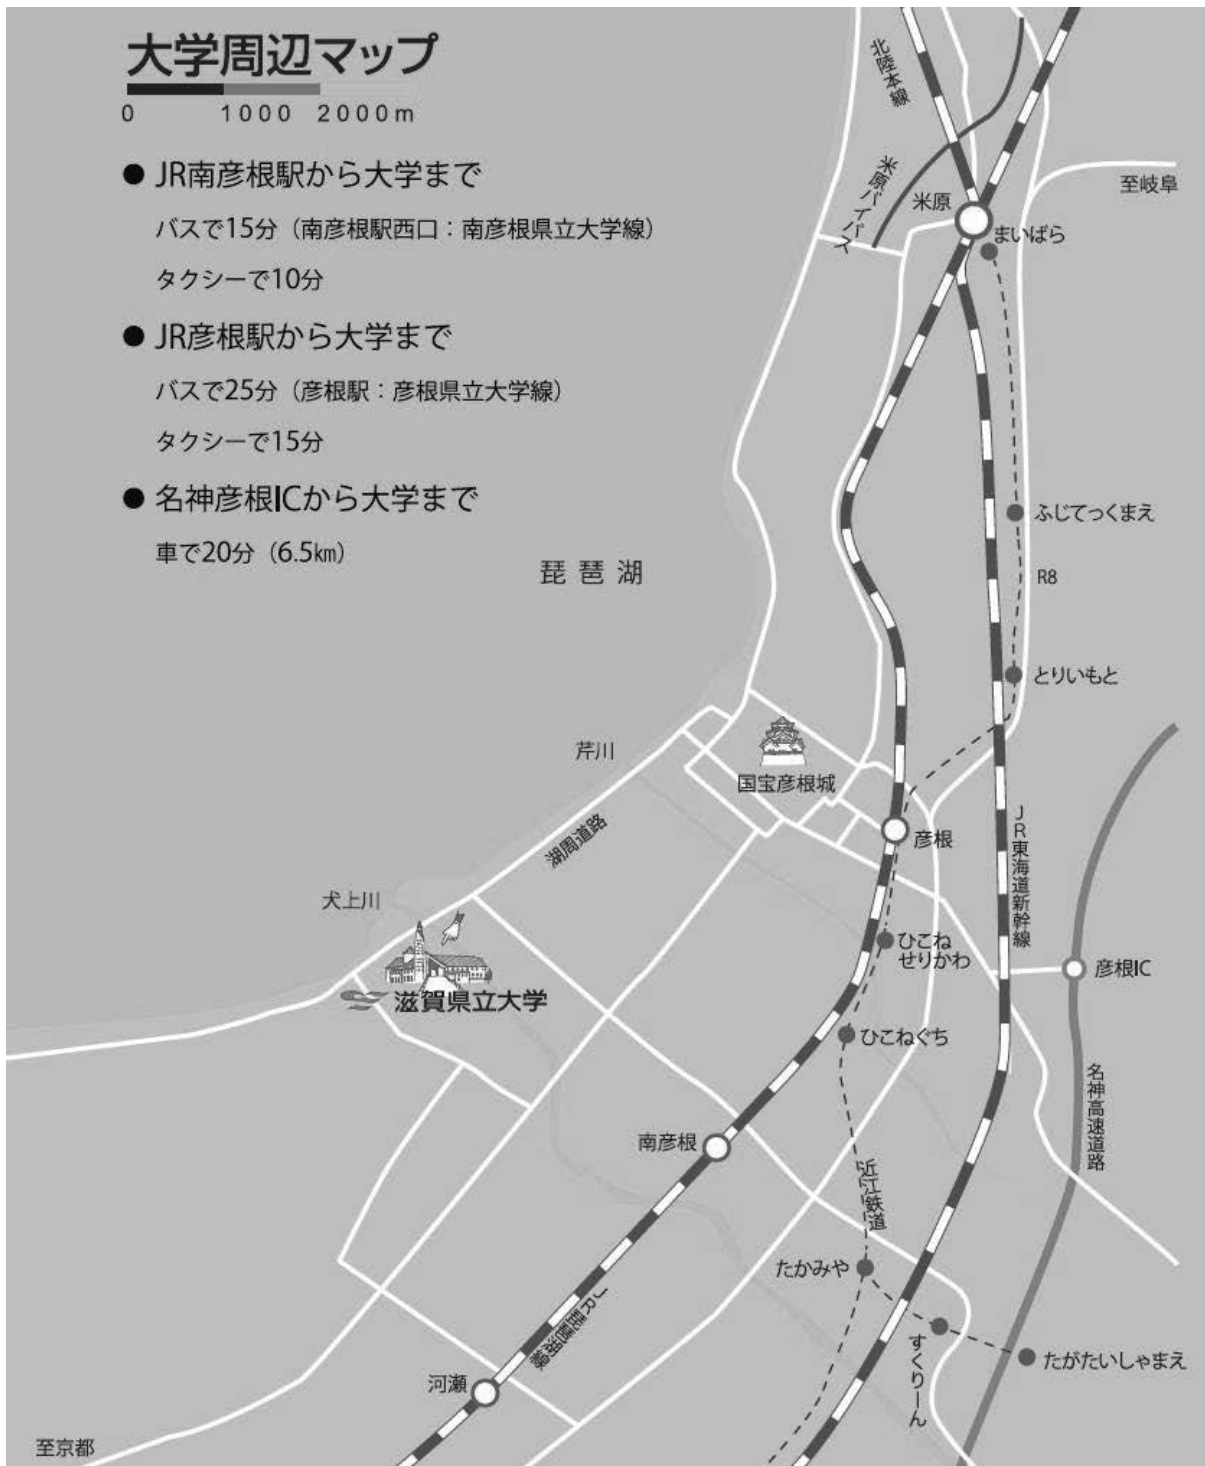 大学周辺マップ
0 1000 2000m
● JR南彦根駅から大学まで
バスで15分（南彦根駅西口：南彦根県立大学線）
タクシーで10分
● JR彦根駅から大学まで
バスで25分（彦根駅：彦根県立大学線）
タクシーで15分
● 名神彦根ICから大学まで
車で20分（6.5㎞）
北陸本線
米原バイパス
至岐阜
米原
まいばら
ふじてっくまえ
琵琶湖
R8
とりいもと
芹川
国宝彦根城
湖周道路
彦根
JR東海道新幹線
犬上川
ひこね
せりかわ
彦根IC
滋賀県立大学
ひこねぐち
名神高速道路
南彦根
近江鉄道
たかみや
JR琵琶湖線
すくりーん
たがたいしゃまえ
河瀬
至京都